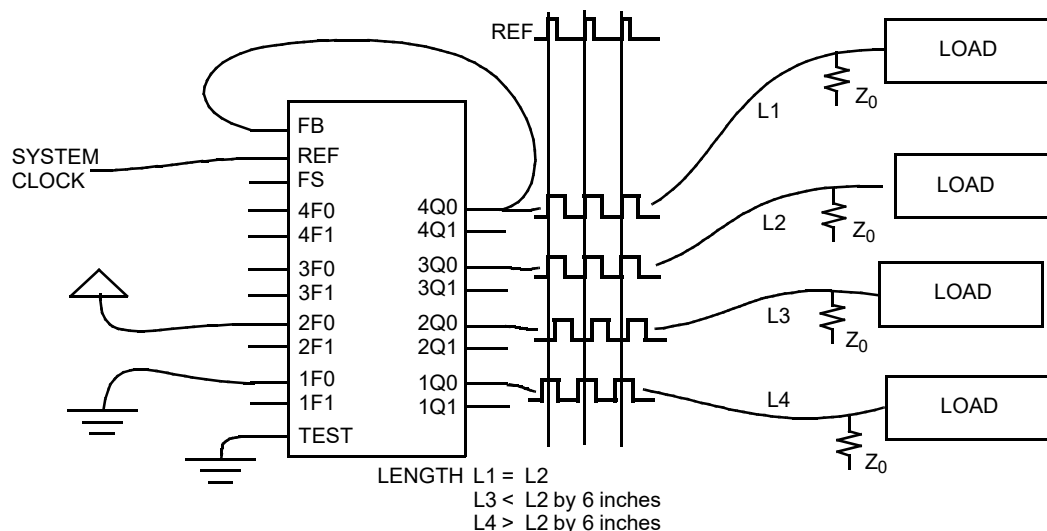 REF
LOAD
Z0
L1
FB
SYSTEM
CLOCK
REF
FS
4F0
4F1
3F0
3F1
2F0
2F1
1F0
1F1
TEST
4Q0
4Q1
3Q0
3Q1
2Q0
2Q1
1Q0
1Q1
L2
LOAD
Z0
L3
LOAD
Z0
L4
LOAD
Z0
LENGTH L1 = L2
L3 < L2 by 6 inches
L4 > L2 by 6 inches